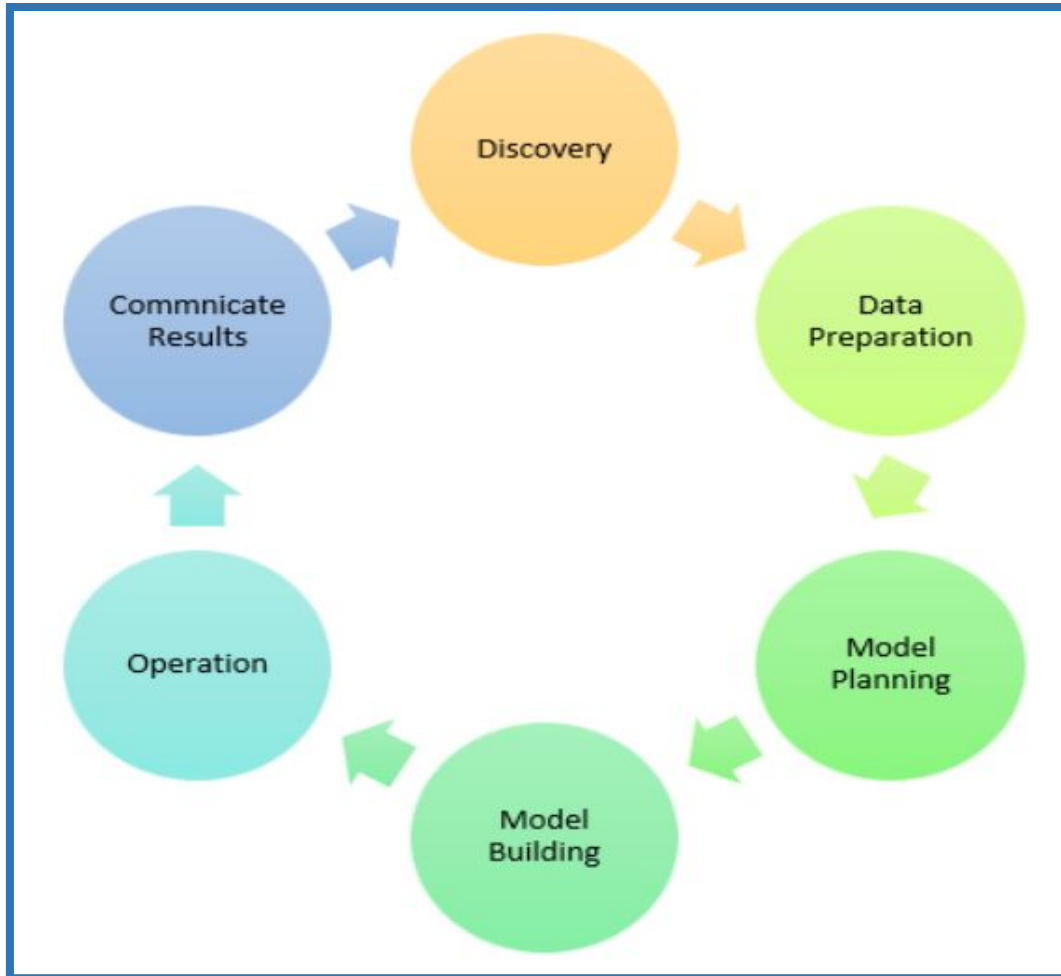 Discovery
Data
Preparation
Model
Planning
Model
Building
Operation
Commnicate
Results